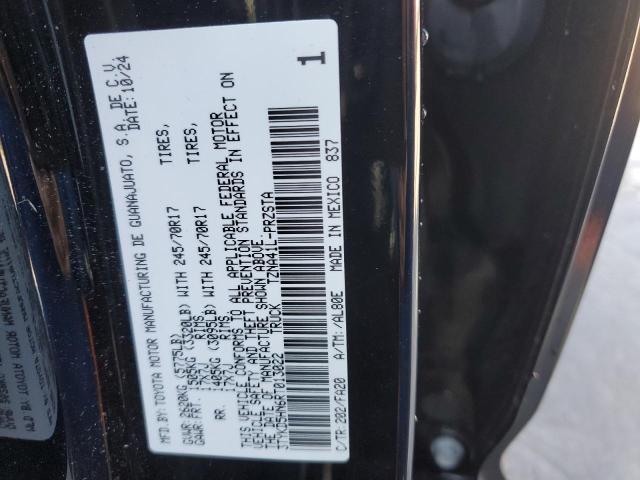 MFD.BY:TOYOTA MOTOR MANUFACTURING DE GUANAJUATO, S.A. DE C.V.
DATE:10/24
GVWR 2620KG (5775LB)
GAWR:FRT. 1505KG (3320LB) WITH 245/70R17 TIRES,
17x7J RIMS
RR. 1405KG (3095LB) WITH 245/70R17 TIRES,
17x7J RIMS
THIS VEHICLE CONFORMS TO ALL APPLICABLE FEDERAL MOTOR
VEHICLE SAFETY AND THEFT PREVENTION STANDARDS IN EFFECT ON
THE DATE OF MANUFACTURE SHOWN ABOVE.
3TYKD5HN6RT013022 TRUCK TZNA41L-PRZSTA
C/TR:202/FA20 A/TM:/AL80E MADE IN MEXICO 837
1